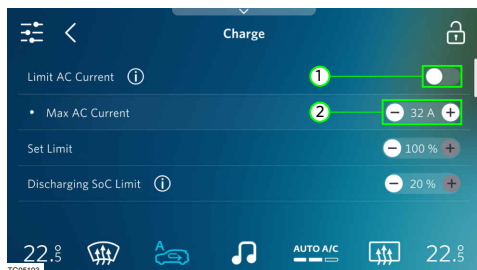 Charge
Limit AC Current i
1
• Max AC Current
2
− 32 A +
Set Limit
− 100 % +
Discharging SoC Limit i
− 20 % +
22.5°
A
AUTO A/C
22.5°